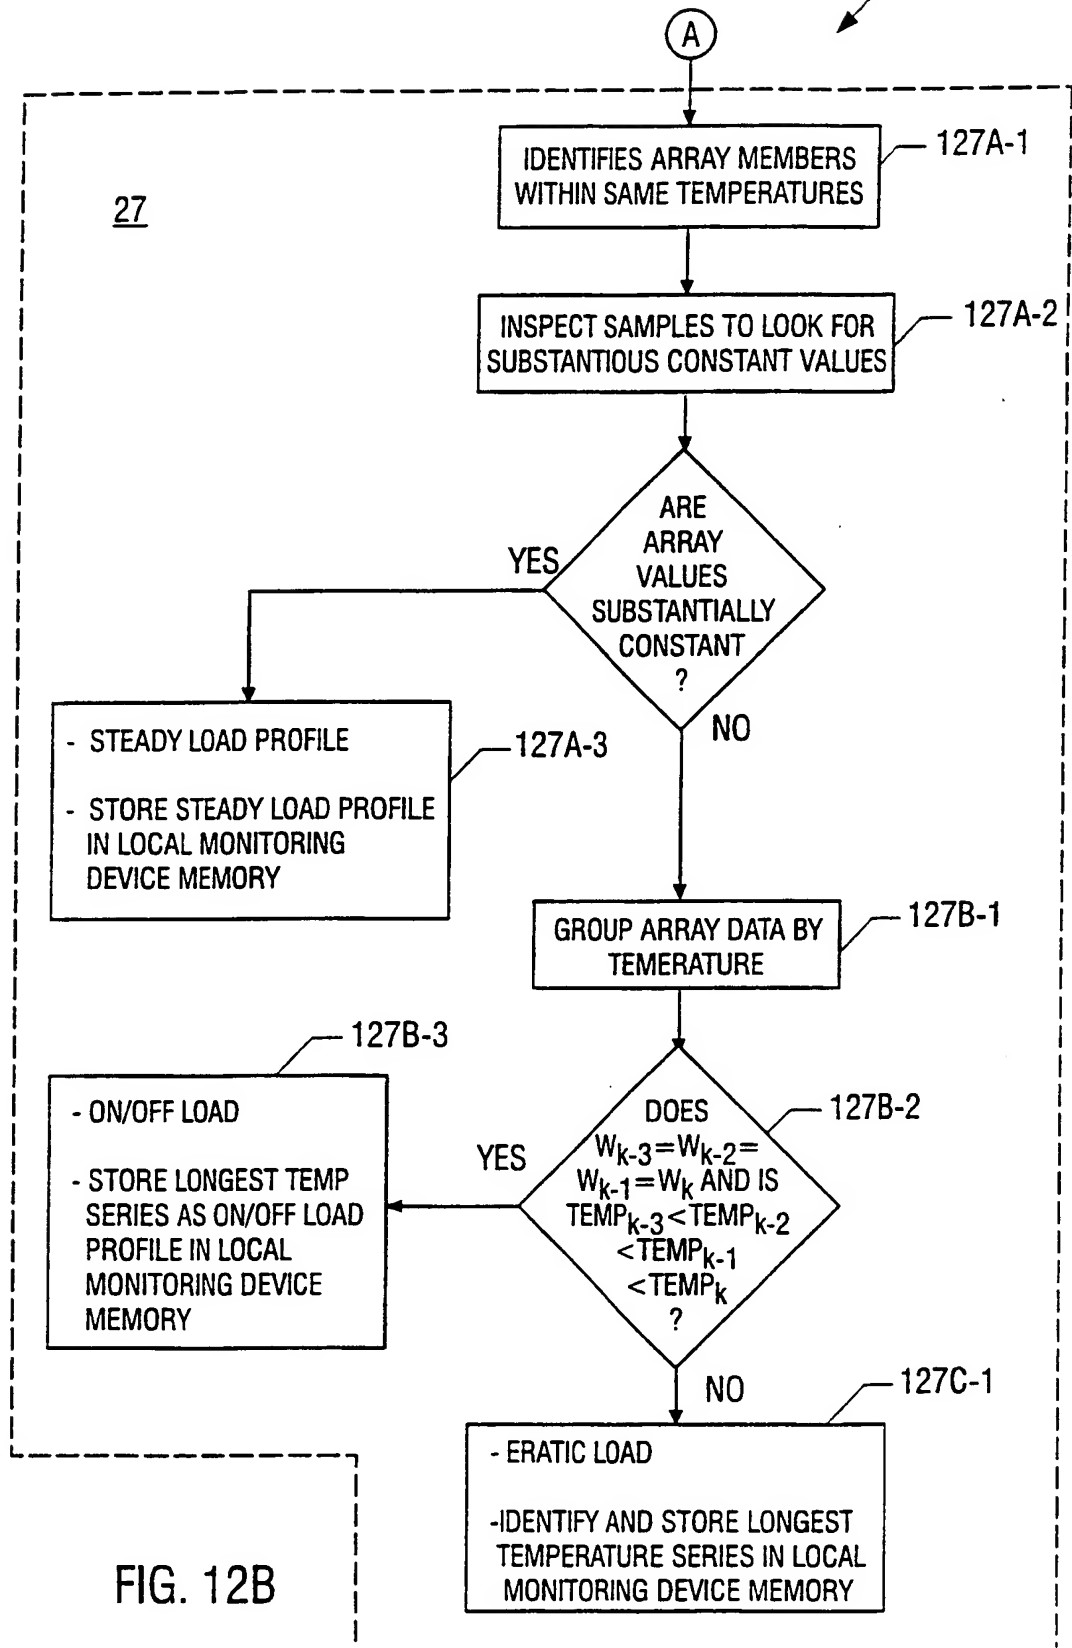 A
IDENTIFIES ARRAY MEMBERS
WITHIN SAME TEMPERATURES
127A-1
27
INSPECT SAMPLES TO LOOK FOR
SUBSTANTIOUS CONSTANT VALUES
127A-2
ARE
ARRAY
VALUES
SUBSTANTIALLY
CONSTANT
?
YES
NO
- STEADY LOAD PROFILE
- STORE STEADY LOAD PROFILE
IN LOCAL MONITORING
DEVICE MEMORY
127A-3
GROUP ARRAY DATA BY
TEMERATURE
127B-1
127B-3
- ON/OFF LOAD
- STORE LONGEST TEMP
SERIES AS ON/OFF LOAD
PROFILE IN LOCAL
MONITORING DEVICE
MEMORY
YES
DOES
Wk-3=Wk-2=
Wk-1=Wk AND IS
TEMPk-3<TEMPk-2
<TEMPk-1
<TEMPk
?
127B-2
NO
127C-1
- ERATIC LOAD
-IDENTIFY AND STORE LONGEST
TEMPERATURE SERIES IN LOCAL
MONITORING DEVICE MEMORY
FIG. 12B